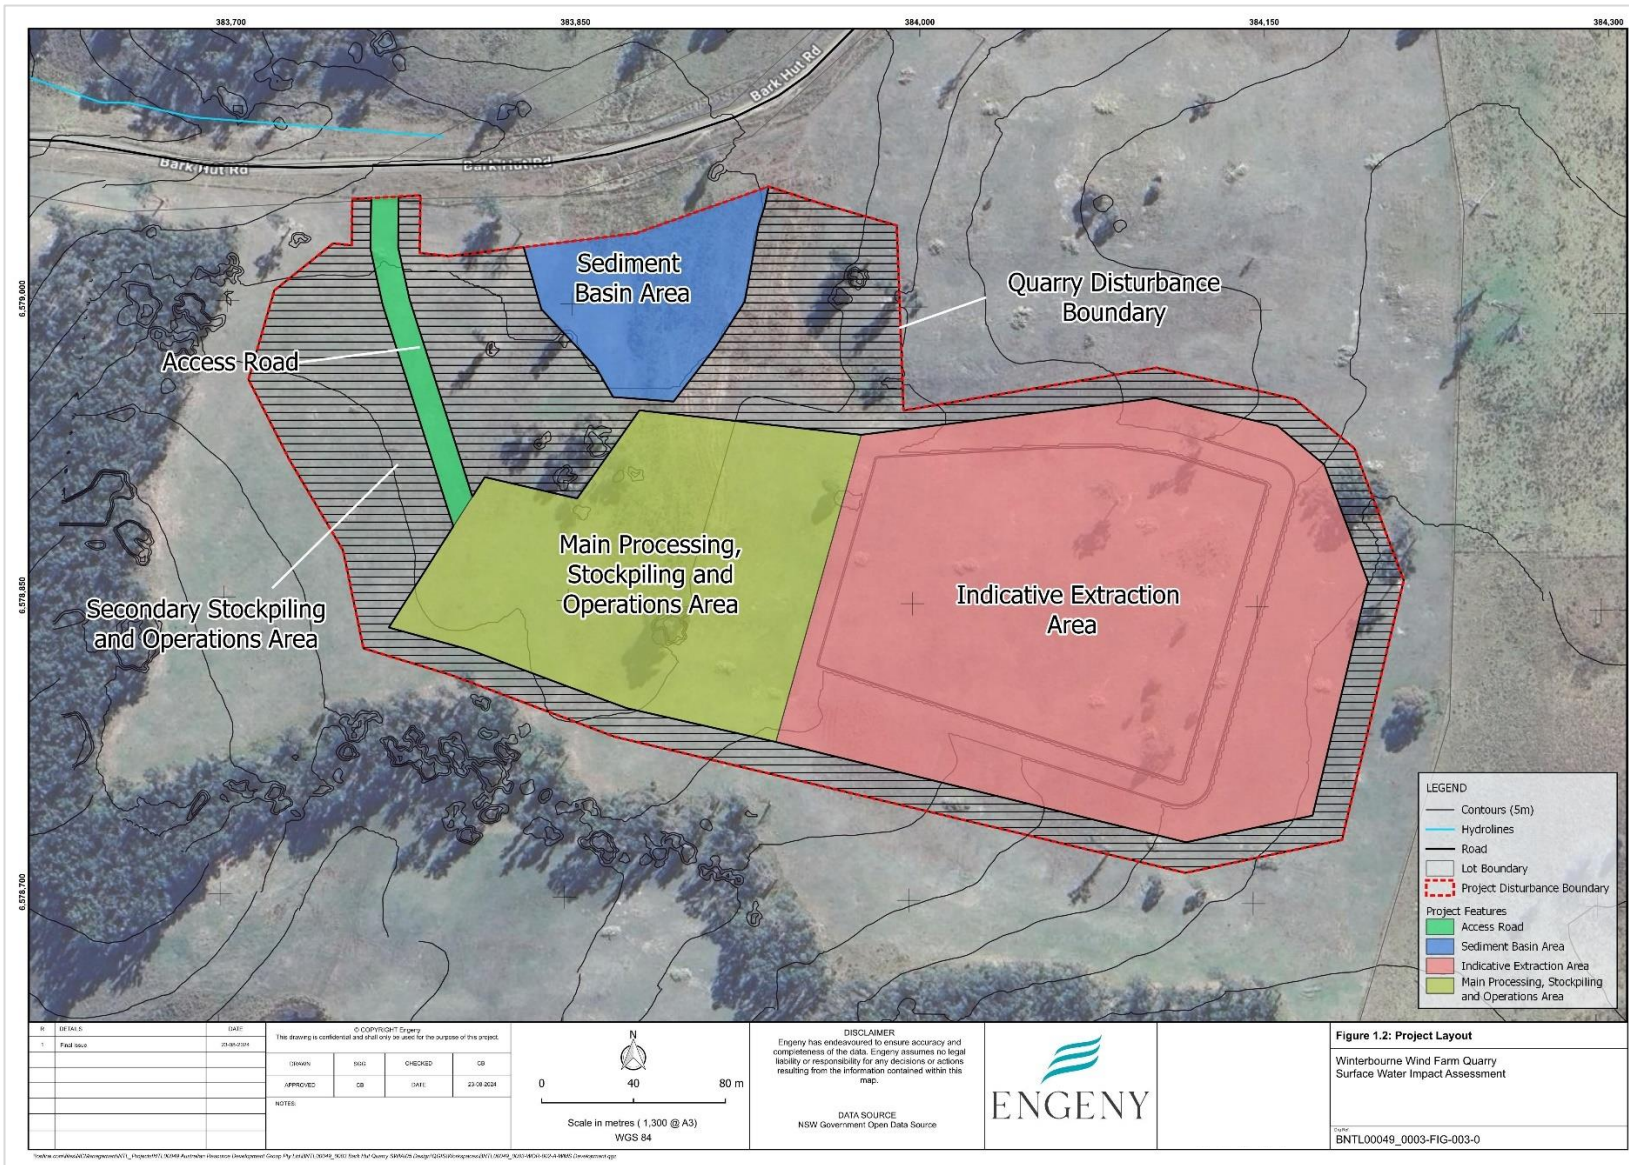 383,700
383,850
384,000
384,150
384,300
Bark Hut Rd
Bark Hut Rd
Bark Hut Rd
6,579,000
6,578,850
6,578,700
Sediment
Basin Area
Quarry Disturbance
Boundary
Access Road
Main Processing,
Stockpiling and
Operations Area
Indicative Extraction
Area
Secondary Stockpiling
and Operations Area
LEGEND
Contours (5m)
Hydrolines
Road
Lot Boundary
Project Disturbance Boundary
Project Features
Access Road
Sediment Basin Area
Indicative Extraction Area
Main Processing, Stockpiling
and Operations Area
R DETAILS DATE
1 Final Issue 23-08-2024
© COPYRIGHT Engeny
This drawing is confidential and shall only be used for the purpose of this project.
DRAWN SGG CHECKED CB
APPROVED CB DATE 23-08-2024
NOTES:
N
0 40 80 m
Scale in metres ( 1,300 @ A3)
WGS 84
DISCLAIMER
Engeny has endeavoured to ensure accuracy and
completeness of the data. Engeny assumes no legal
liability or responsibility for any decisions or actions
resulting from the information contained within this
map.
DATA SOURCE
NSW Government Open Data Source
ENGENY
Figure 1.2: Project Layout
Winterbourne Wind Farm Quarry
Surface Water Impact Assessment
BNTL00049_0003-FIG-003-0